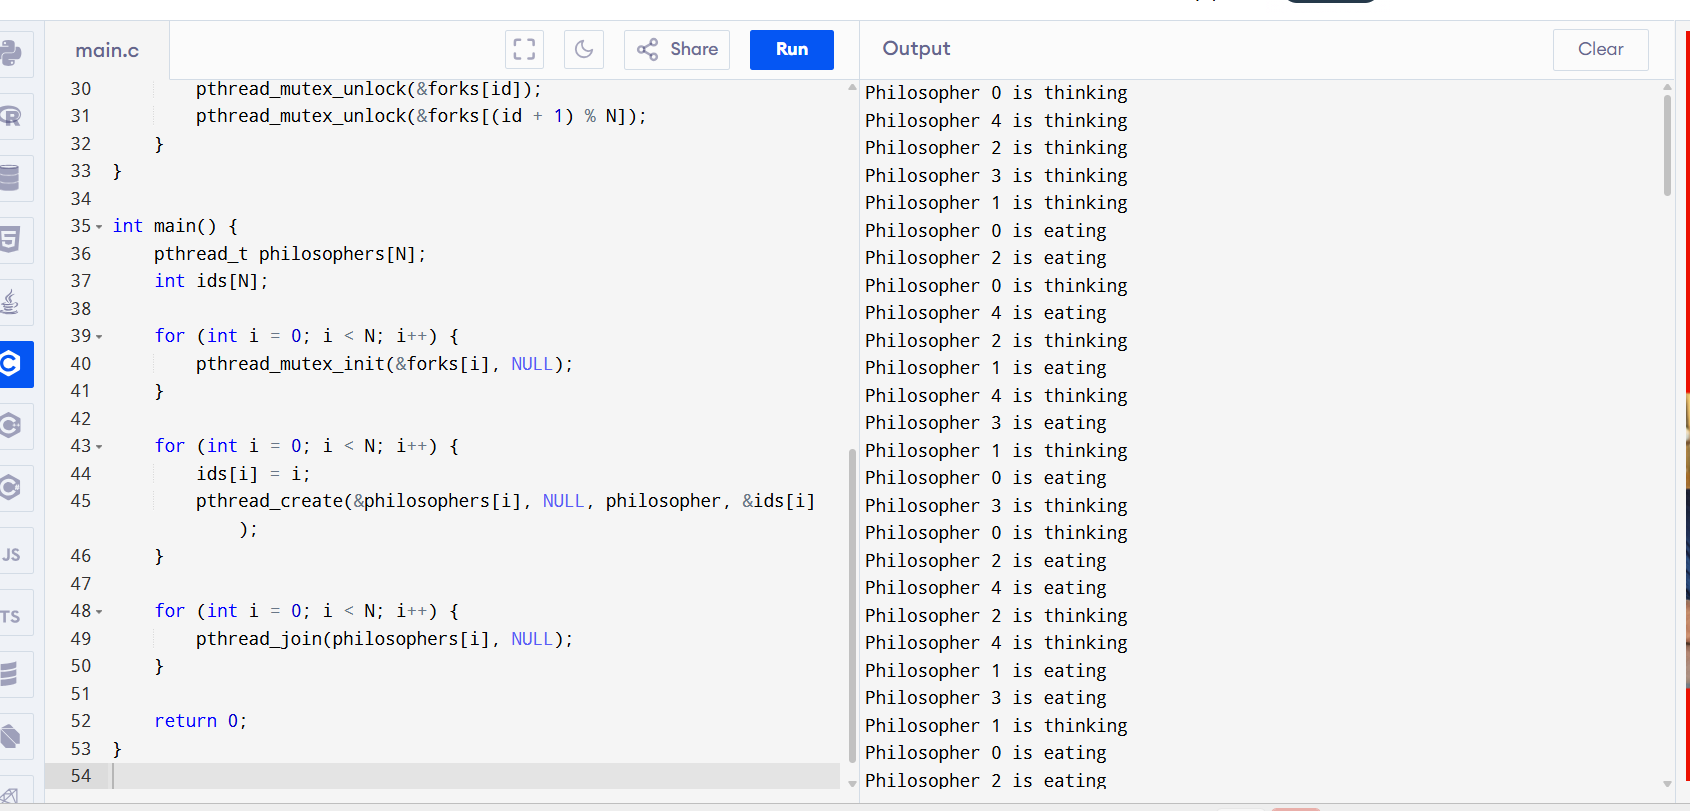 main.c
Share
Run
Output
Clear
30 pthread_mutex_unlock(&forks[id]);
31 pthread_mutex_unlock(&forks[(id + 1) % N]);
32 }
33 }
34
35 int main() {
36 pthread_t philosophers[N];
37 int ids[N];
38
39 for (int i = 0; i < N; i++) {
40 pthread_mutex_init(&forks[i], NULL);
41 }
42
43 for (int i = 0; i < N; i++) {
44 ids[i] = i;
45 pthread_create(&philosophers[i], NULL, philosopher, &ids[i]
);
46 }
47
48 for (int i = 0; i < N; i++) {
49 pthread_join(philosophers[i], NULL);
50 }
51
52 return 0;
53 }
54
Philosopher 0 is thinking
Philosopher 4 is thinking
Philosopher 2 is thinking
Philosopher 3 is thinking
Philosopher 1 is thinking
Philosopher 0 is eating
Philosopher 2 is eating
Philosopher 0 is thinking
Philosopher 4 is eating
Philosopher 2 is thinking
Philosopher 1 is eating
Philosopher 4 is thinking
Philosopher 3 is eating
Philosopher 1 is thinking
Philosopher 0 is eating
Philosopher 3 is thinking
Philosopher 0 is thinking
Philosopher 2 is eating
Philosopher 4 is eating
Philosopher 2 is thinking
Philosopher 4 is thinking
Philosopher 1 is eating
Philosopher 3 is eating
Philosopher 1 is thinking
Philosopher 0 is eating
Philosopher 2 is eating
R
5
C
C
C
JS
TS